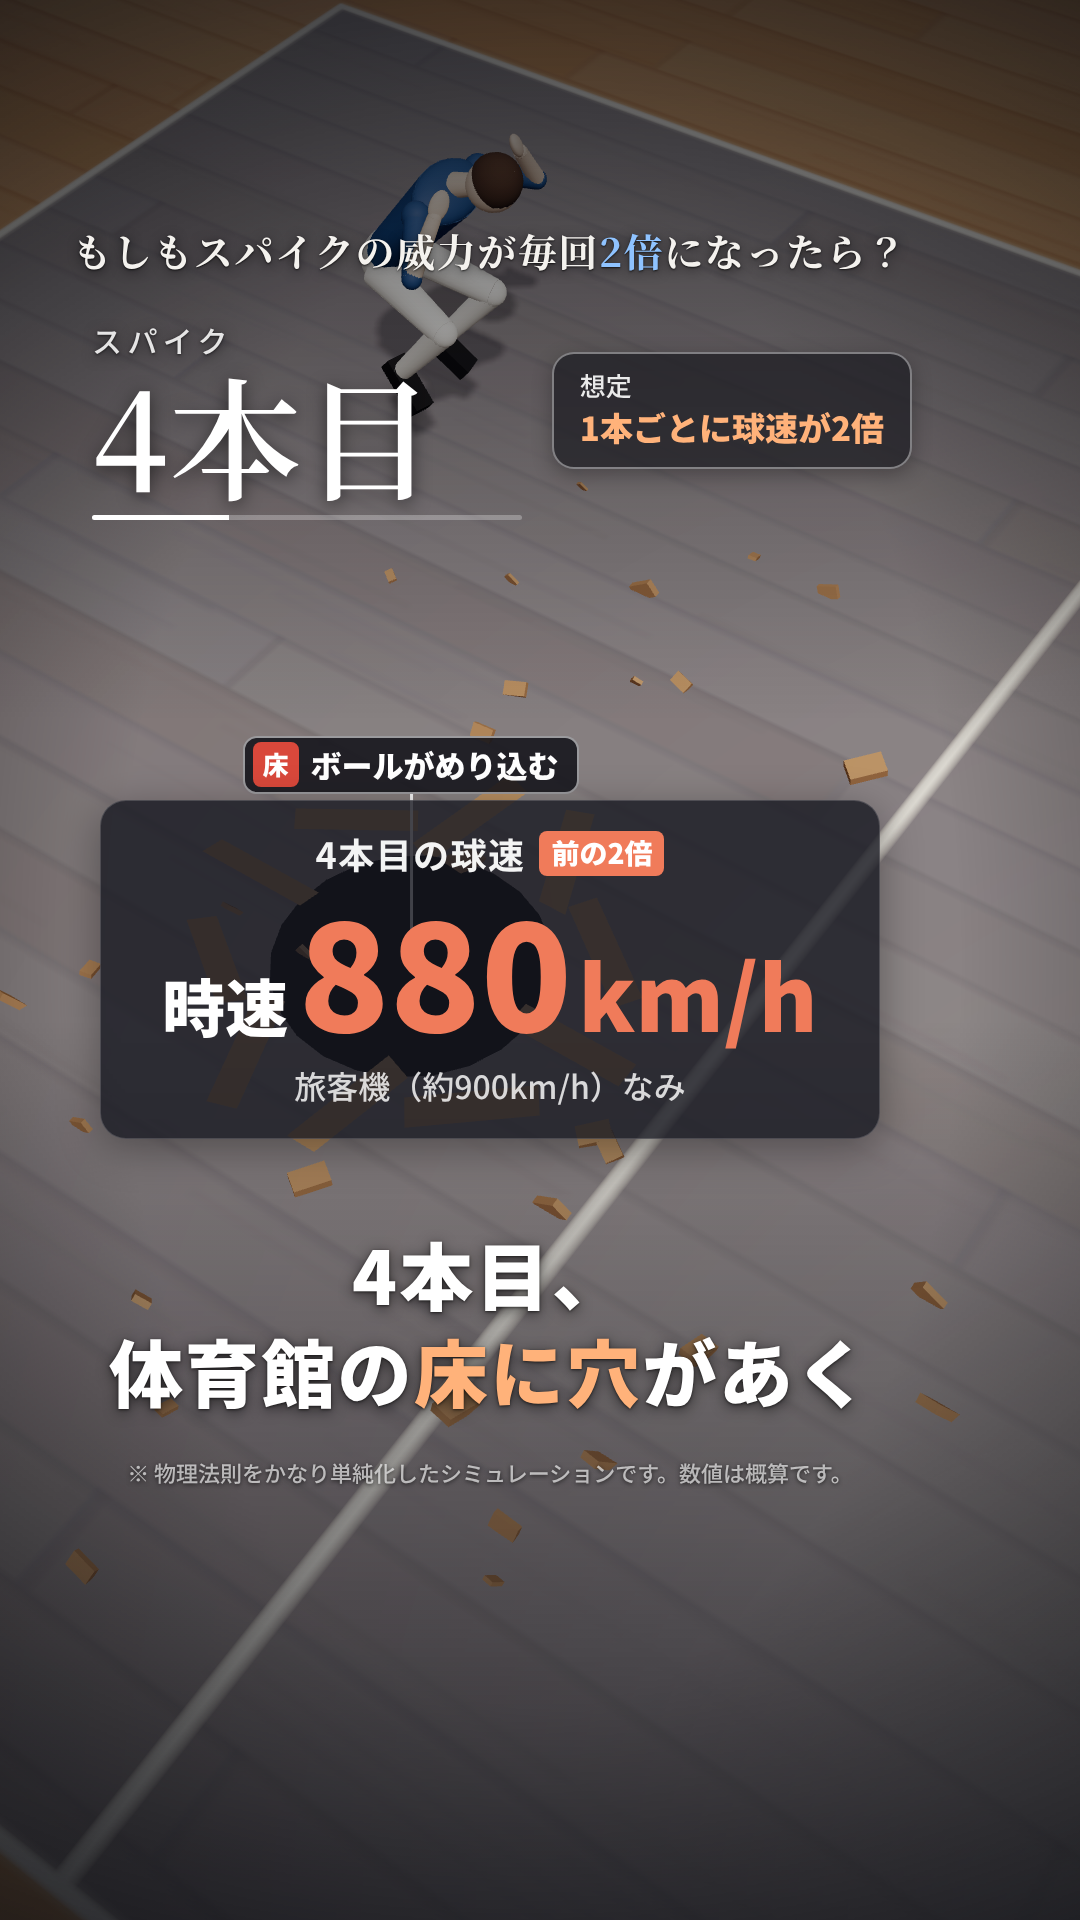 もしもスパイクの威力が毎回2倍になったら？
スパイク
4本目
想定
1本ごとに球速が2倍
床 ボールがめり込む
4本目の球速 前の2倍
時速880km/h
旅客機（約900km/h）なみ
4本目、
体育館の床に穴があく
※ 物理法則をかなり単純化したシミュレーションです。数値は概算です。